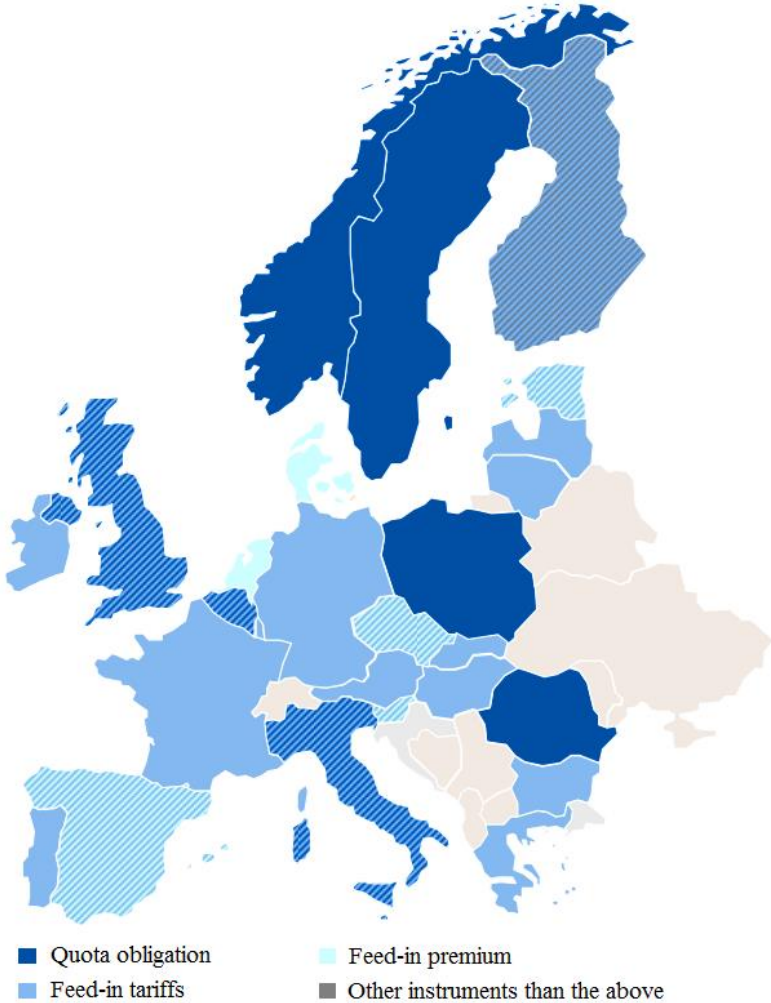 Quota obligation
Feed-in premium
Feed-in tariffs
Other instruments than the above